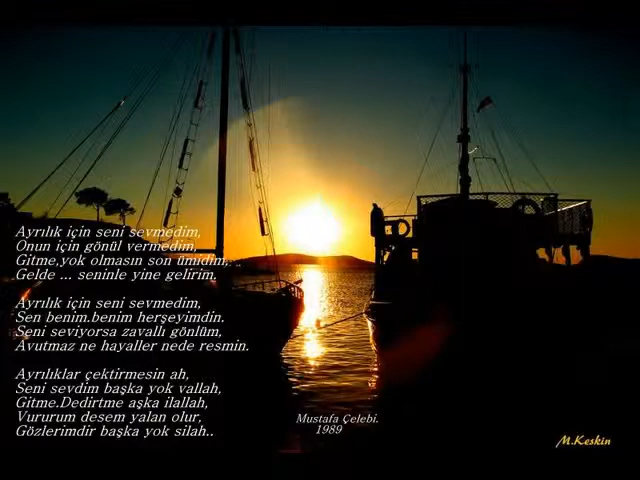 Ayrılık için seni sevmedim,
Onun için gönül vermedim,
Gitme,yok olmasın son ümidim,
Gelde ... seninle yine gelirim.
Ayrılık için seni sevmedim,
Sen benim.benim herşeyimdin.
Seni seviyorsa zavallı gönlüm,
Avutmaz ne hayaller nede resmin.
Ayrılıklar çektirmesin ah,
Seni sevdim başka yok vallah,
Gitme.Dedirtme aşka ilallah,
Vururum desem yalan olur,
Gözlerimdir başka yok silah..
Mustafa Çelebi.
1989
M.Keskin